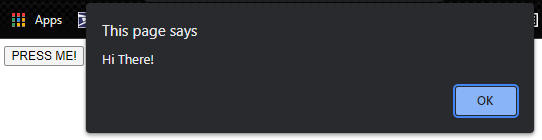 Apps
This page says
Hi There!
PRESS ME!
OK